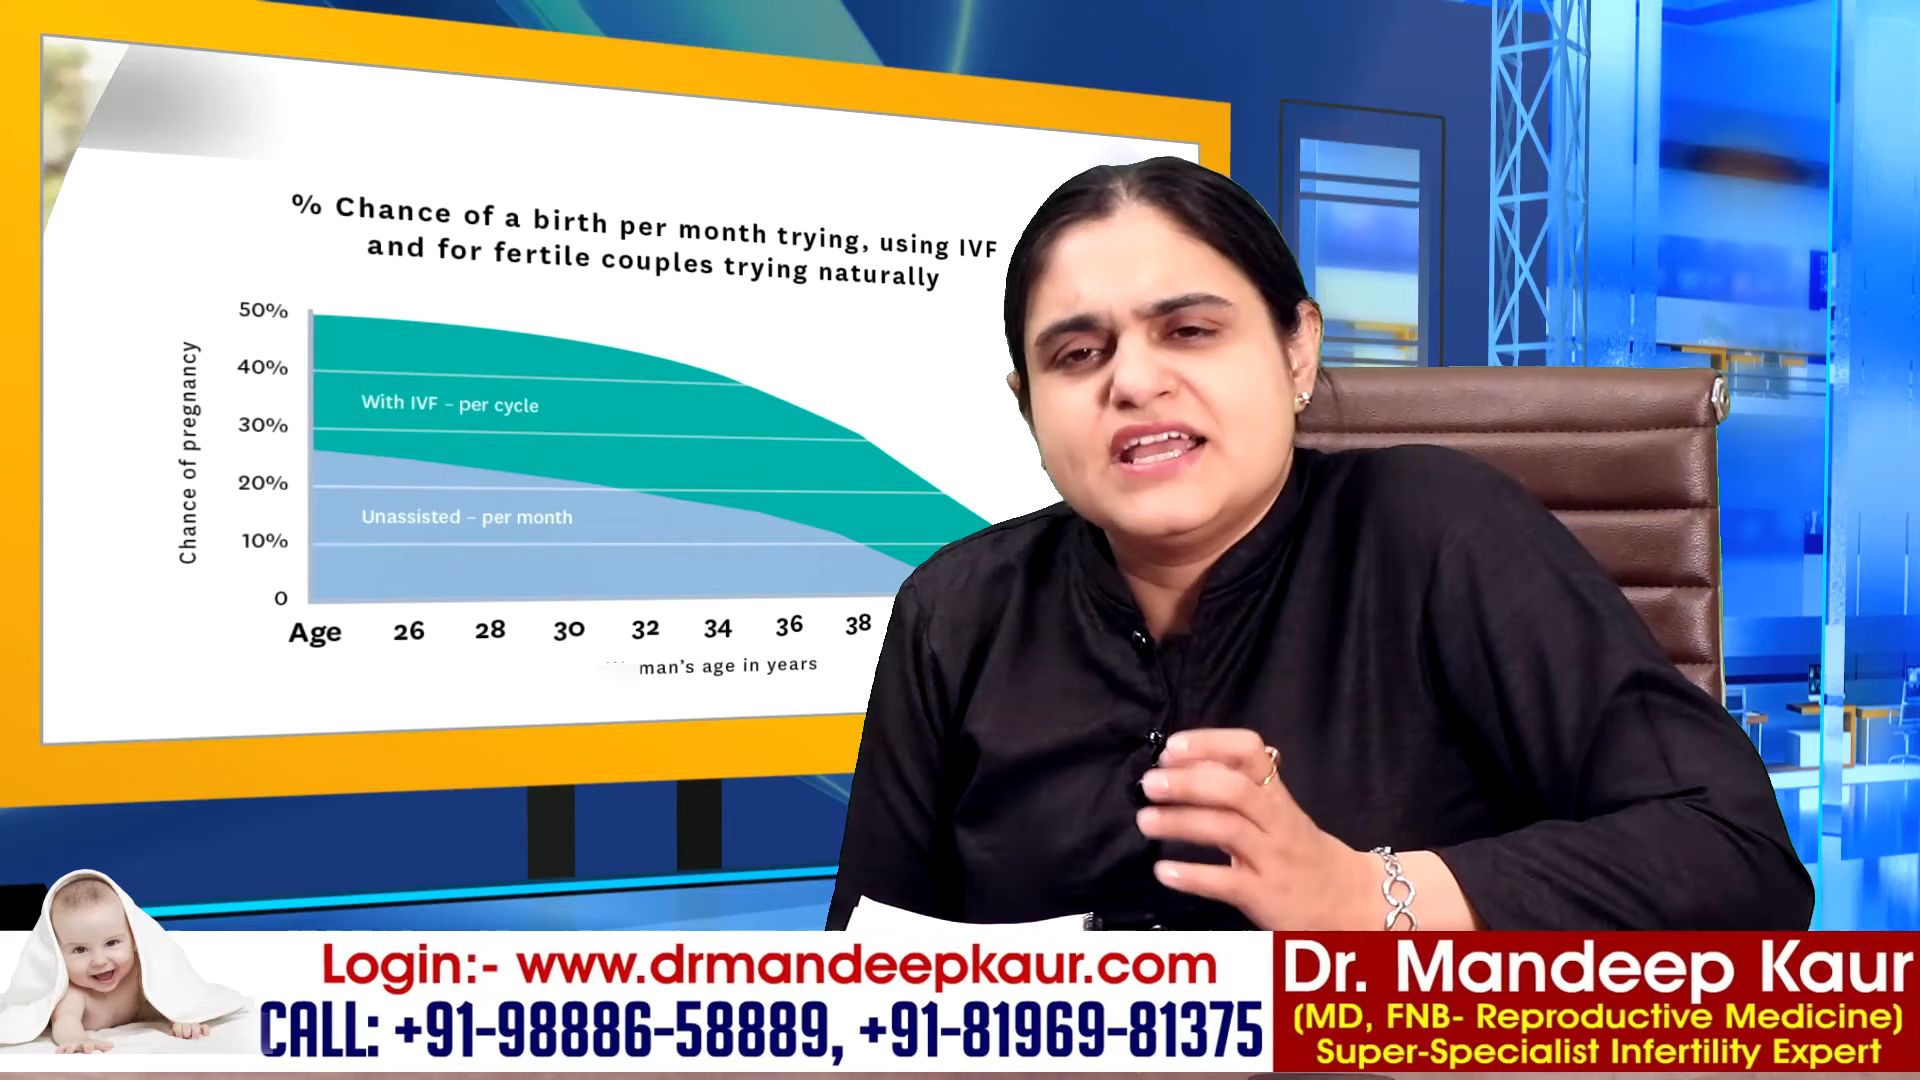 % Chance of a birth per month trying, using IVF
and for fertile couples trying naturally
Chance of pregnancy
50%
40%
30%
20%
10%
0
With IVF – per cycle
Unassisted – per month
Age 26 28 30 32 34 36 38
man's age in years
Login:- www.drmandeepkaur.com
CALL: +91-98886-58889, +91-81969-81375
Dr. Mandeep Kaur
(MD, FNB- Reproductive Medicine)
Super-Specialist Infertility Expert